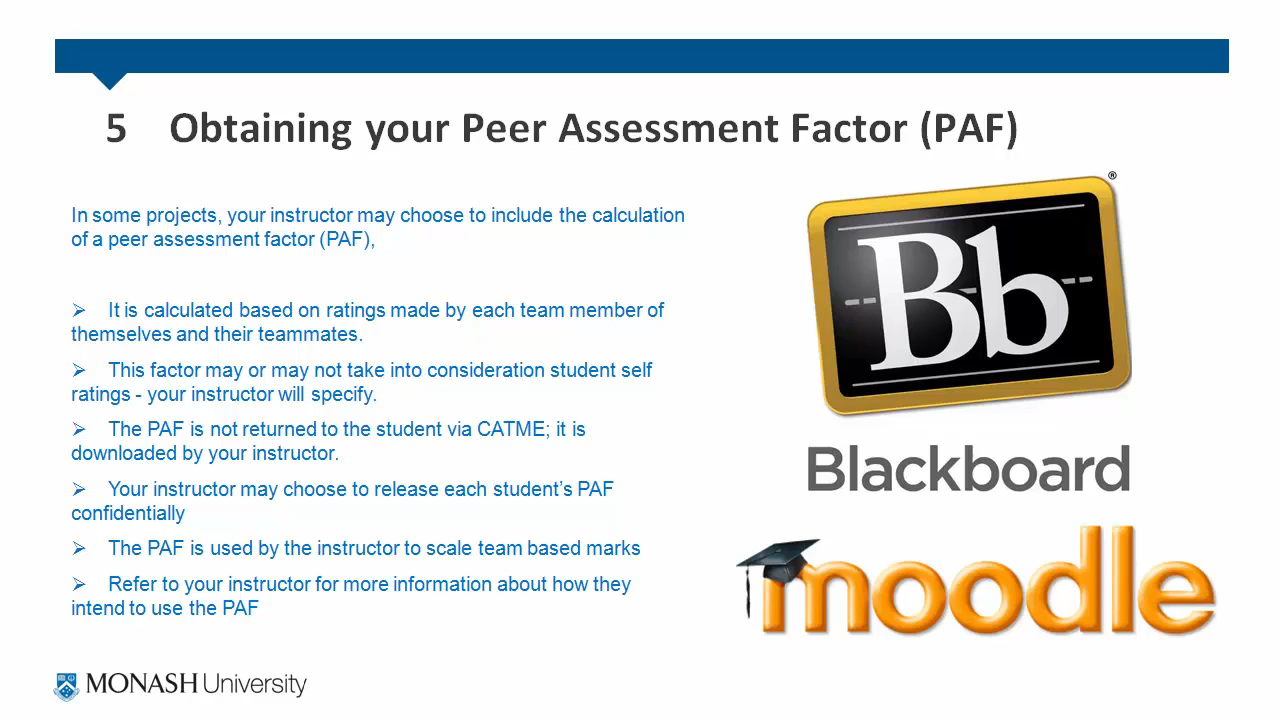 5 Obtaining your Peer Assessment Factor (PAF)
In some projects, your instructor may choose to include the calculation
of a peer assessment factor (PAF),
➢ It is calculated based on ratings made by each team member of
themselves and their teammates.
➢ This factor may or may not take into consideration student self
ratings - your instructor will specify.
➢ The PAF is not returned to the student via CATME; it is
downloaded by your instructor.
➢ Your instructor may choose to release each student’s PAF
confidentially
➢ The PAF is used by the instructor to scale team based marks
➢ Refer to your instructor for more information about how they
intend to use the PAF
Bb
®
Blackboard
moodle
MONASH University